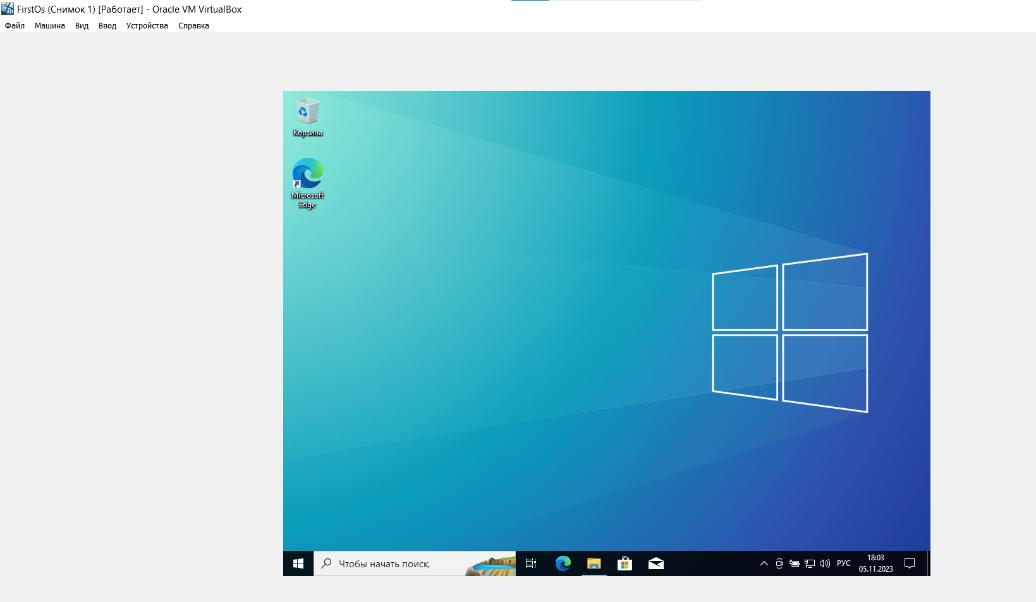 FirstOs (Снимок 1) [Работает] - Oracle VM VirtualBox
Файл Машина Вид Ввод Устройства Справка
Корзина
Microsoft
Edge
Чтобы начать поиск,
РУС
18:03
05.11.2023